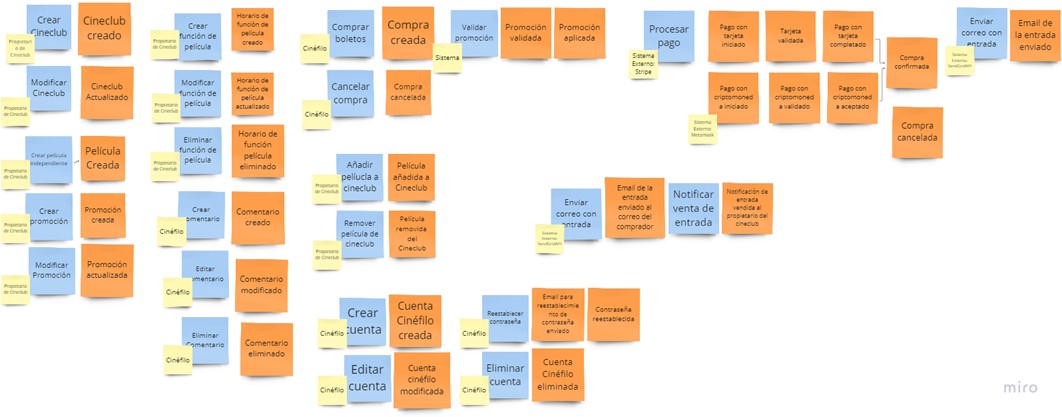 Crear
Cineclub
Propietari
o de Cineclub
Cineclub
creado
Modificar
Cineclub
Propietario
de Cineclub
Cineclub
Actualizado
Crear película
independiente
Propietario
de Cineclub
Película
Creada
Crear
promoción
Propietario
de Cineclub
Promoción
creada
Modificar
Promoción
Propietario
de Cineclub
Promoción
actualizada
Crear
función de
película
Propietario
de Cineclub
Horario de
función de
película
creado
Modificar
función de
película
Propietario
de Cineclub
Horario de
función de
película
actualizado
Eliminar
función de
película
Propietario
de Cineclub
Horario de
función
película
eliminado
Crear
comentario
Cinéfilo
Comentario
creado
Editar
comentario
Cinéfilo
Comentario
modificado
Eliminar
Comentario
Cinéfilo
Comentario
eliminado
Comprar
boletos
Cinéfilo
Compra
creada
Validar
promoción
Sistema
Promoción
validada
Promoción
aplicada
Cancelar
compra
Cinéfilo
Compra
cancelada
Añadir
película a
cineclub
Propietario
de Cineclub
Película
añadida a
Cineclub
Remover
película de
cineclub
Propietario
de Cineclub
Película
removida
del
Cineclub
Crear
cuenta
Cinéfilo
Cuenta
Cinéfilo
creada
Reestablecer
contraseña
Cinéfilo
Email para
reestablecimie
nto de
contraseña
enviado
Contraseña
reestablecida
Editar
cuenta
Cinéfilo
Cuenta
cinéfilo
modificada
Eliminar
cuenta
Cinéfilo
Cuenta
Cinéfilo
eliminada
Procesar
pago
Sistema
Externo:
Stripe
Pago con
tarjeta
iniciado
Tarjeta
validada
Pago con
tarjeta
completado
Pago con
criptomoned
a iniciado
Pago con
criptomoned
a validado
Pago con
criptomoned
a aceptado
Sistema
Externo:
Metamask
Compra
confirmada
Compra
cancelada
Enviar
correo con
entrada
Sistema
Externo:
SendGridAPI
Email de
la entrada
enviado
Enviar
correo con
entrada
Sistema
Externo:
SendGridAPI
Email de la
entrada
enviado al
correo del
comprador
Notificar
venta de
entrada
Notificación de
entrada
vendida al
propietario del
cineclub
miro